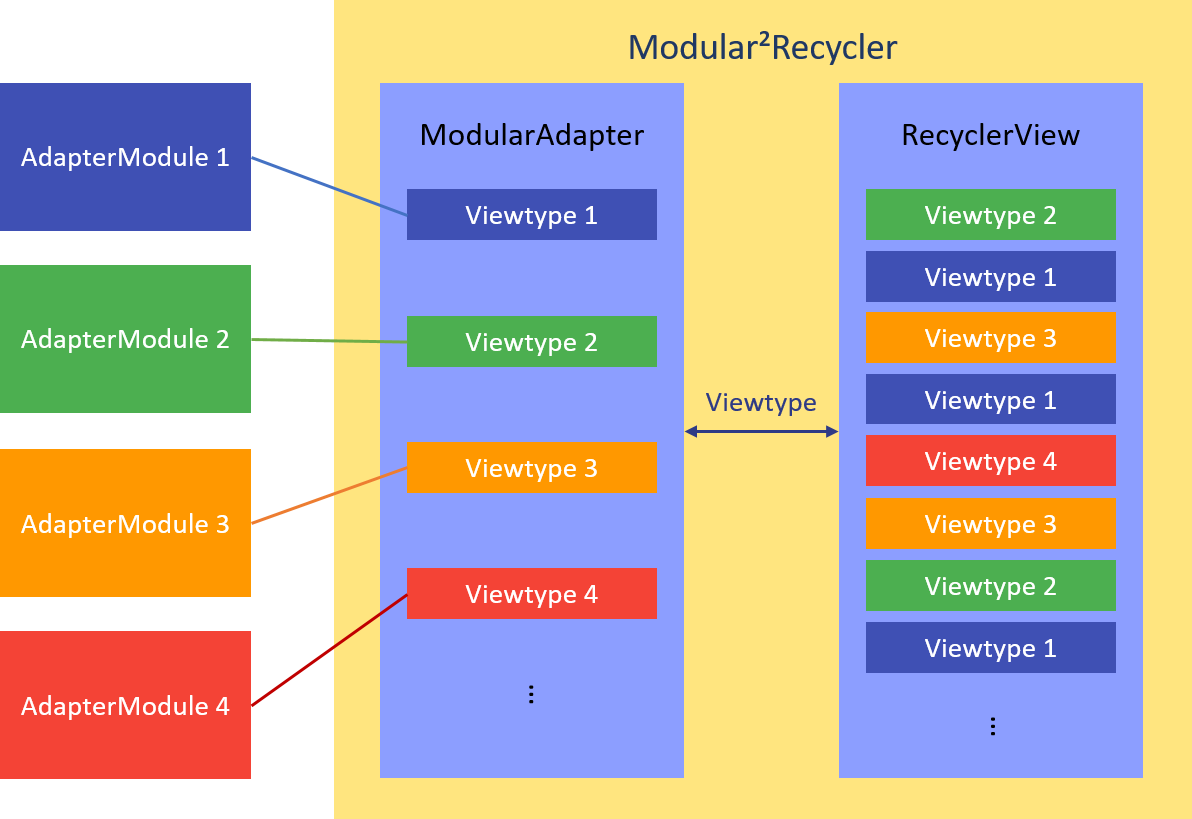 Modular²Recycler
AdapterModule 1
AdapterModule 2
AdapterModule 3
AdapterModule 4
ModularAdapter
Viewtype 1
Viewtype 2
Viewtype 3
Viewtype 4
⋮
Viewtype
RecyclerView
Viewtype 2
Viewtype 1
Viewtype 3
Viewtype 1
Viewtype 4
Viewtype 3
Viewtype 2
Viewtype 1
⋮